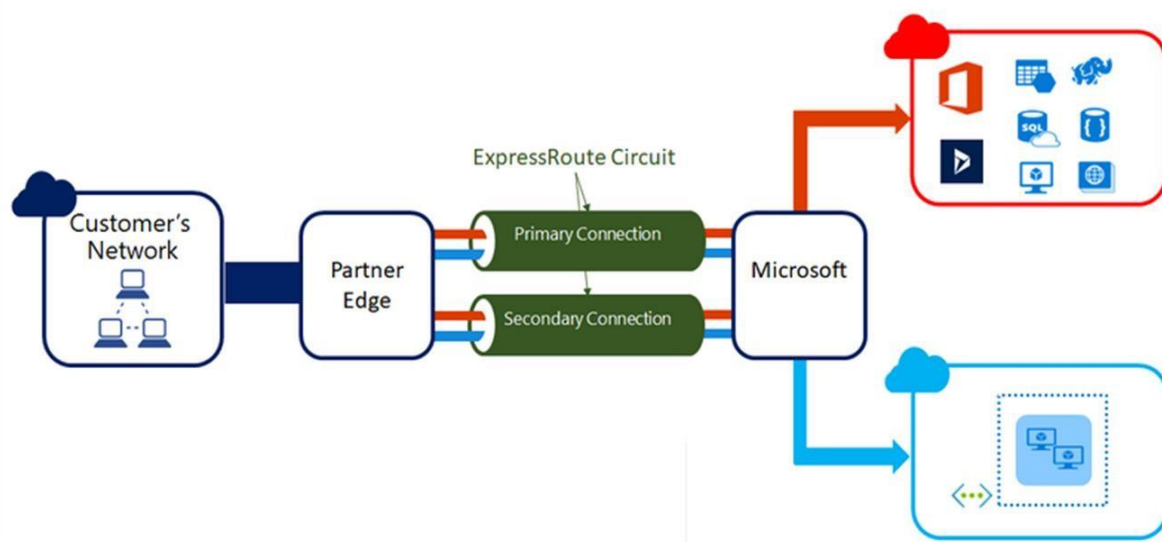 ExpressRoute Circuit
Customer's
Network
Partner
Edge
Primary Connection
Secondary Connection
Microsoft
SQL